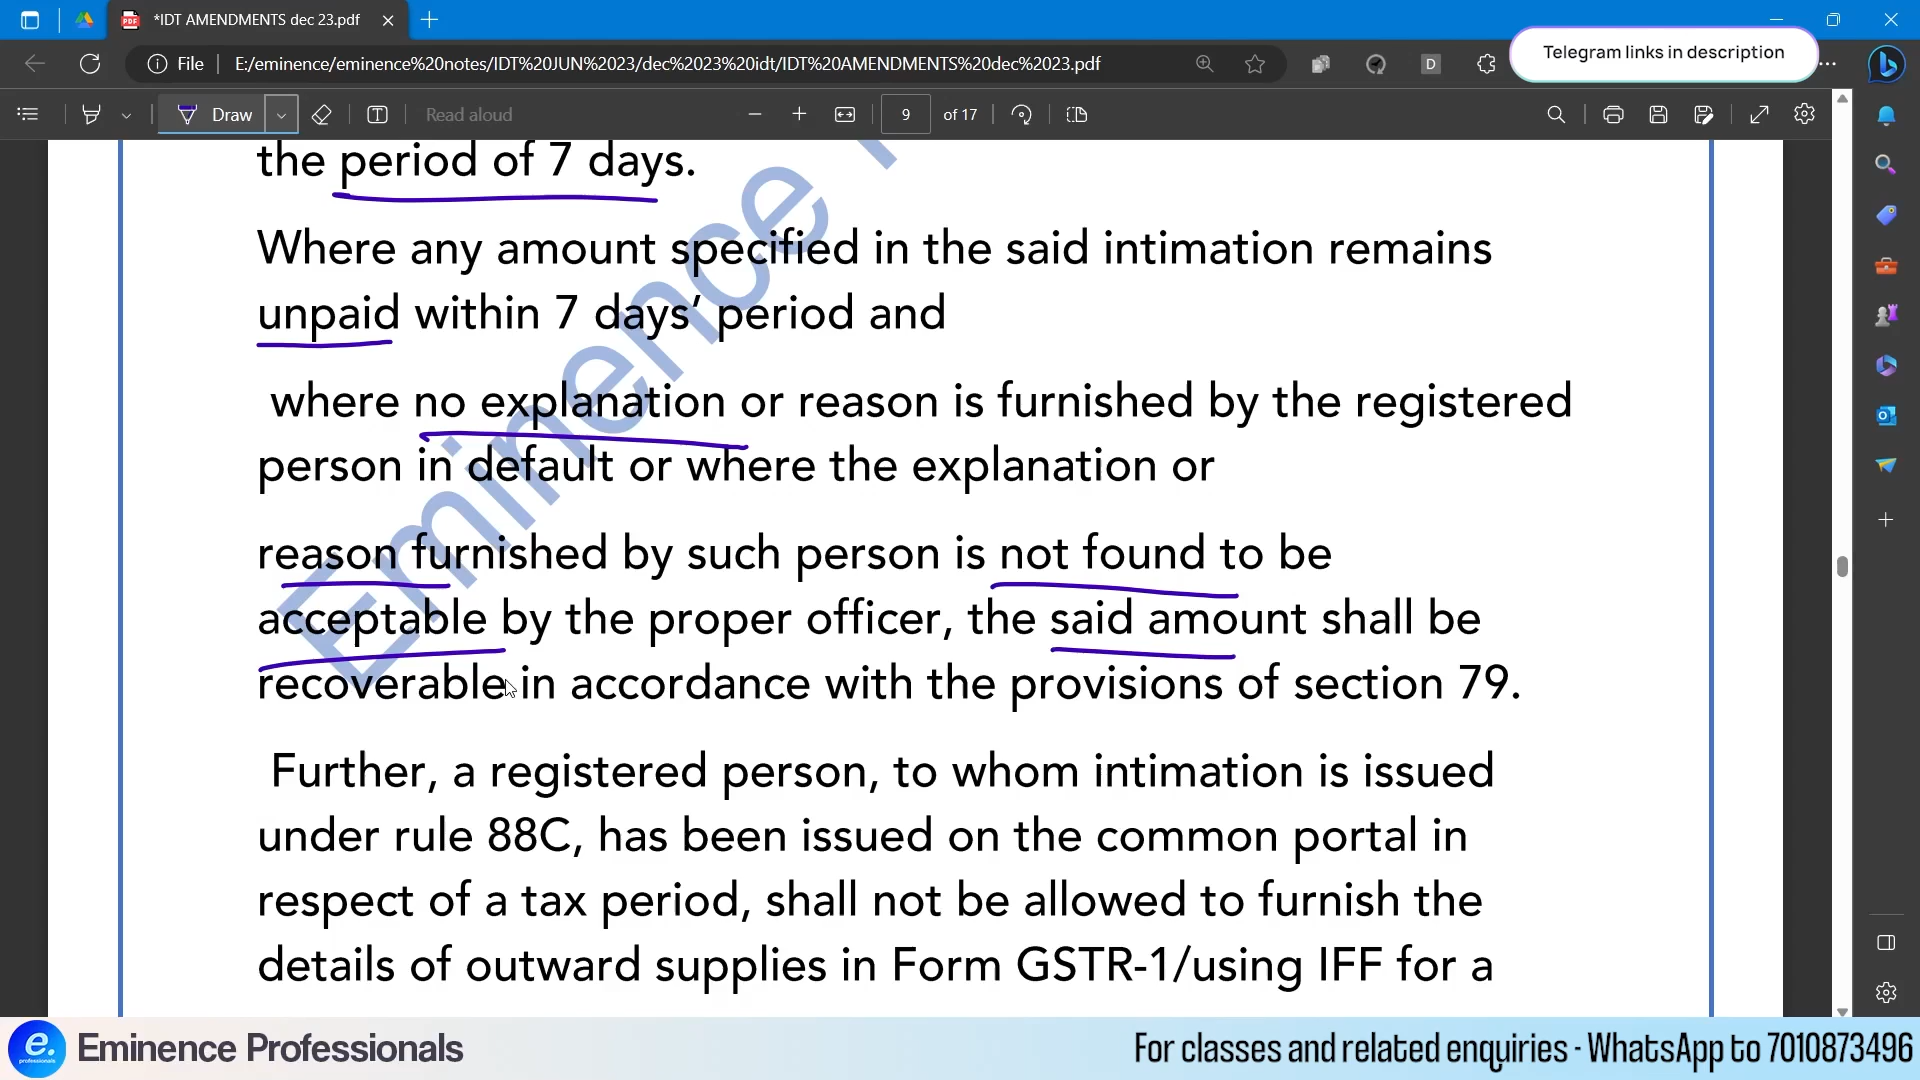 *IDT AMENDMENTS dec 23.pdf
File
E:/eminence/eminence%20notes/IDT%20JUN%2023/dec%2023%20idt/IDT%20AMENDMENTS%20dec%2023.pdf
Telegram links in description
Draw
Read aloud
9 of 17
the period of 7 days.
Where any amount specified in the said intimation remains
unpaid within 7 days’ period and
where no explanation or reason is furnished by the registered
person in default or where the explanation or
reason furnished by such person is not found to be
acceptable by the proper officer, the said amount shall be
recoverable in accordance with the provisions of section 79.
Further, a registered person, to whom intimation is issued
under rule 88C, has been issued on the common portal in
respect of a tax period, shall not be allowed to furnish the
details of outward supplies in Form GSTR-1/using IFF for a
Eminence
e.
professionals
Eminence Professionals
For classes and related enquiries - WhatsApp to 7010873496